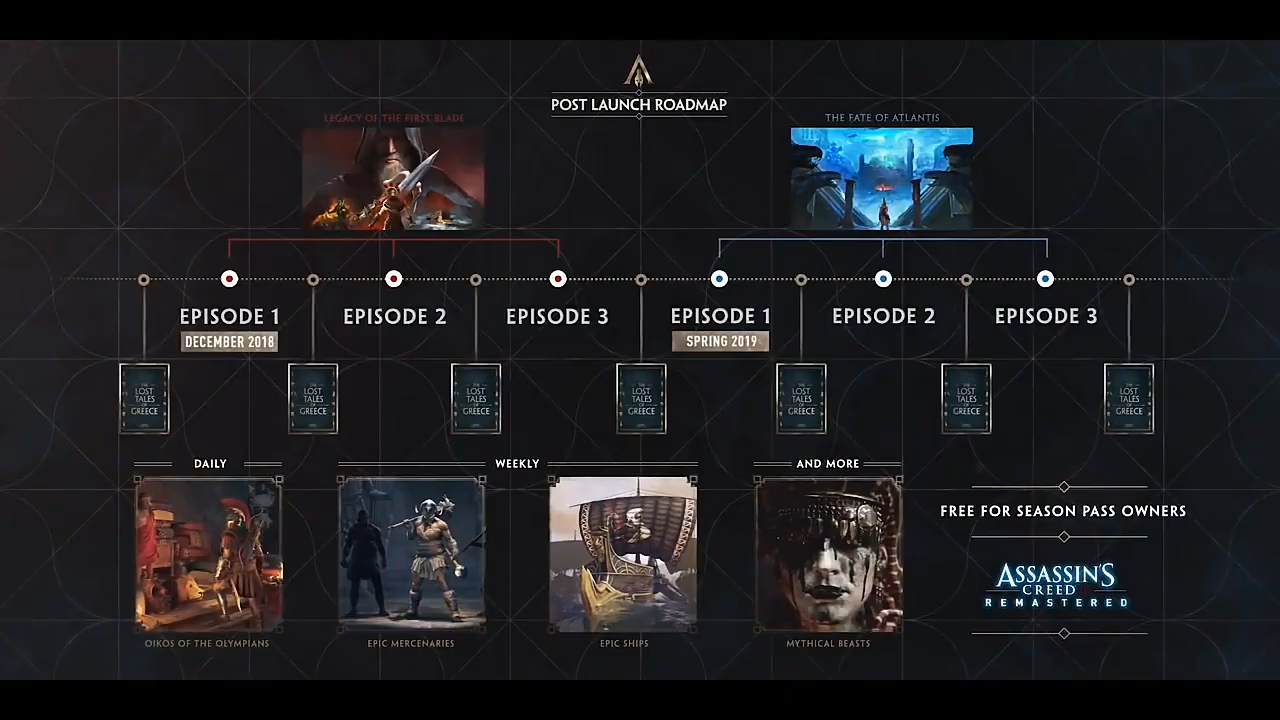 POST LAUNCH ROADMAP
LEGACY OF THE FIRST BLADE
THE FATE OF ATLANTIS
EPISODE 1
DECEMBER 2018
EPISODE 2
EPISODE 3
EPISODE 1
SPRING 2019
EPISODE 2
EPISODE 3
THE
LOST
TALES
OF
GREECE
THE
LOST
TALES
OF
GREECE
THE
LOST
TALES
OF
GREECE
THE
LOST
TALES
OF
GREECE
THE
LOST
TALES
OF
GREECE
THE
LOST
TALES
OF
GREECE
THE
LOST
TALES
OF
GREECE
DAILY
WEEKLY
AND MORE
OIKOS OF THE OLYMPIANS
EPIC MERCENARIES
EPIC SHIPS
MYTHICAL BEASTS
FREE FOR SEASON PASS OWNERS
ASSASSIN'S
CREED
REMASTERED